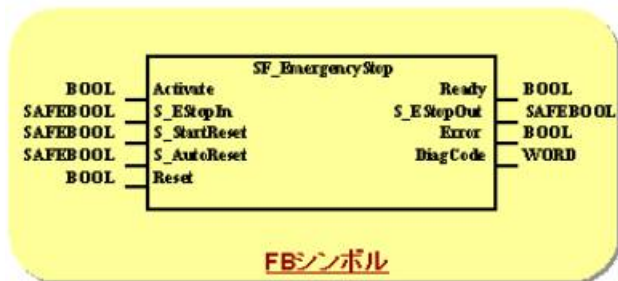 SF_EmergencyStop
BOOL Activate Ready BOOL
SAFEBOOL S_EStopIn S_EStopOut SAFEBOOL
SAFEBOOL S_StartReset Error BOOL
SAFEBOOL S_AutoReset DiagCode WORD
BOOL Reset
FBシンボル